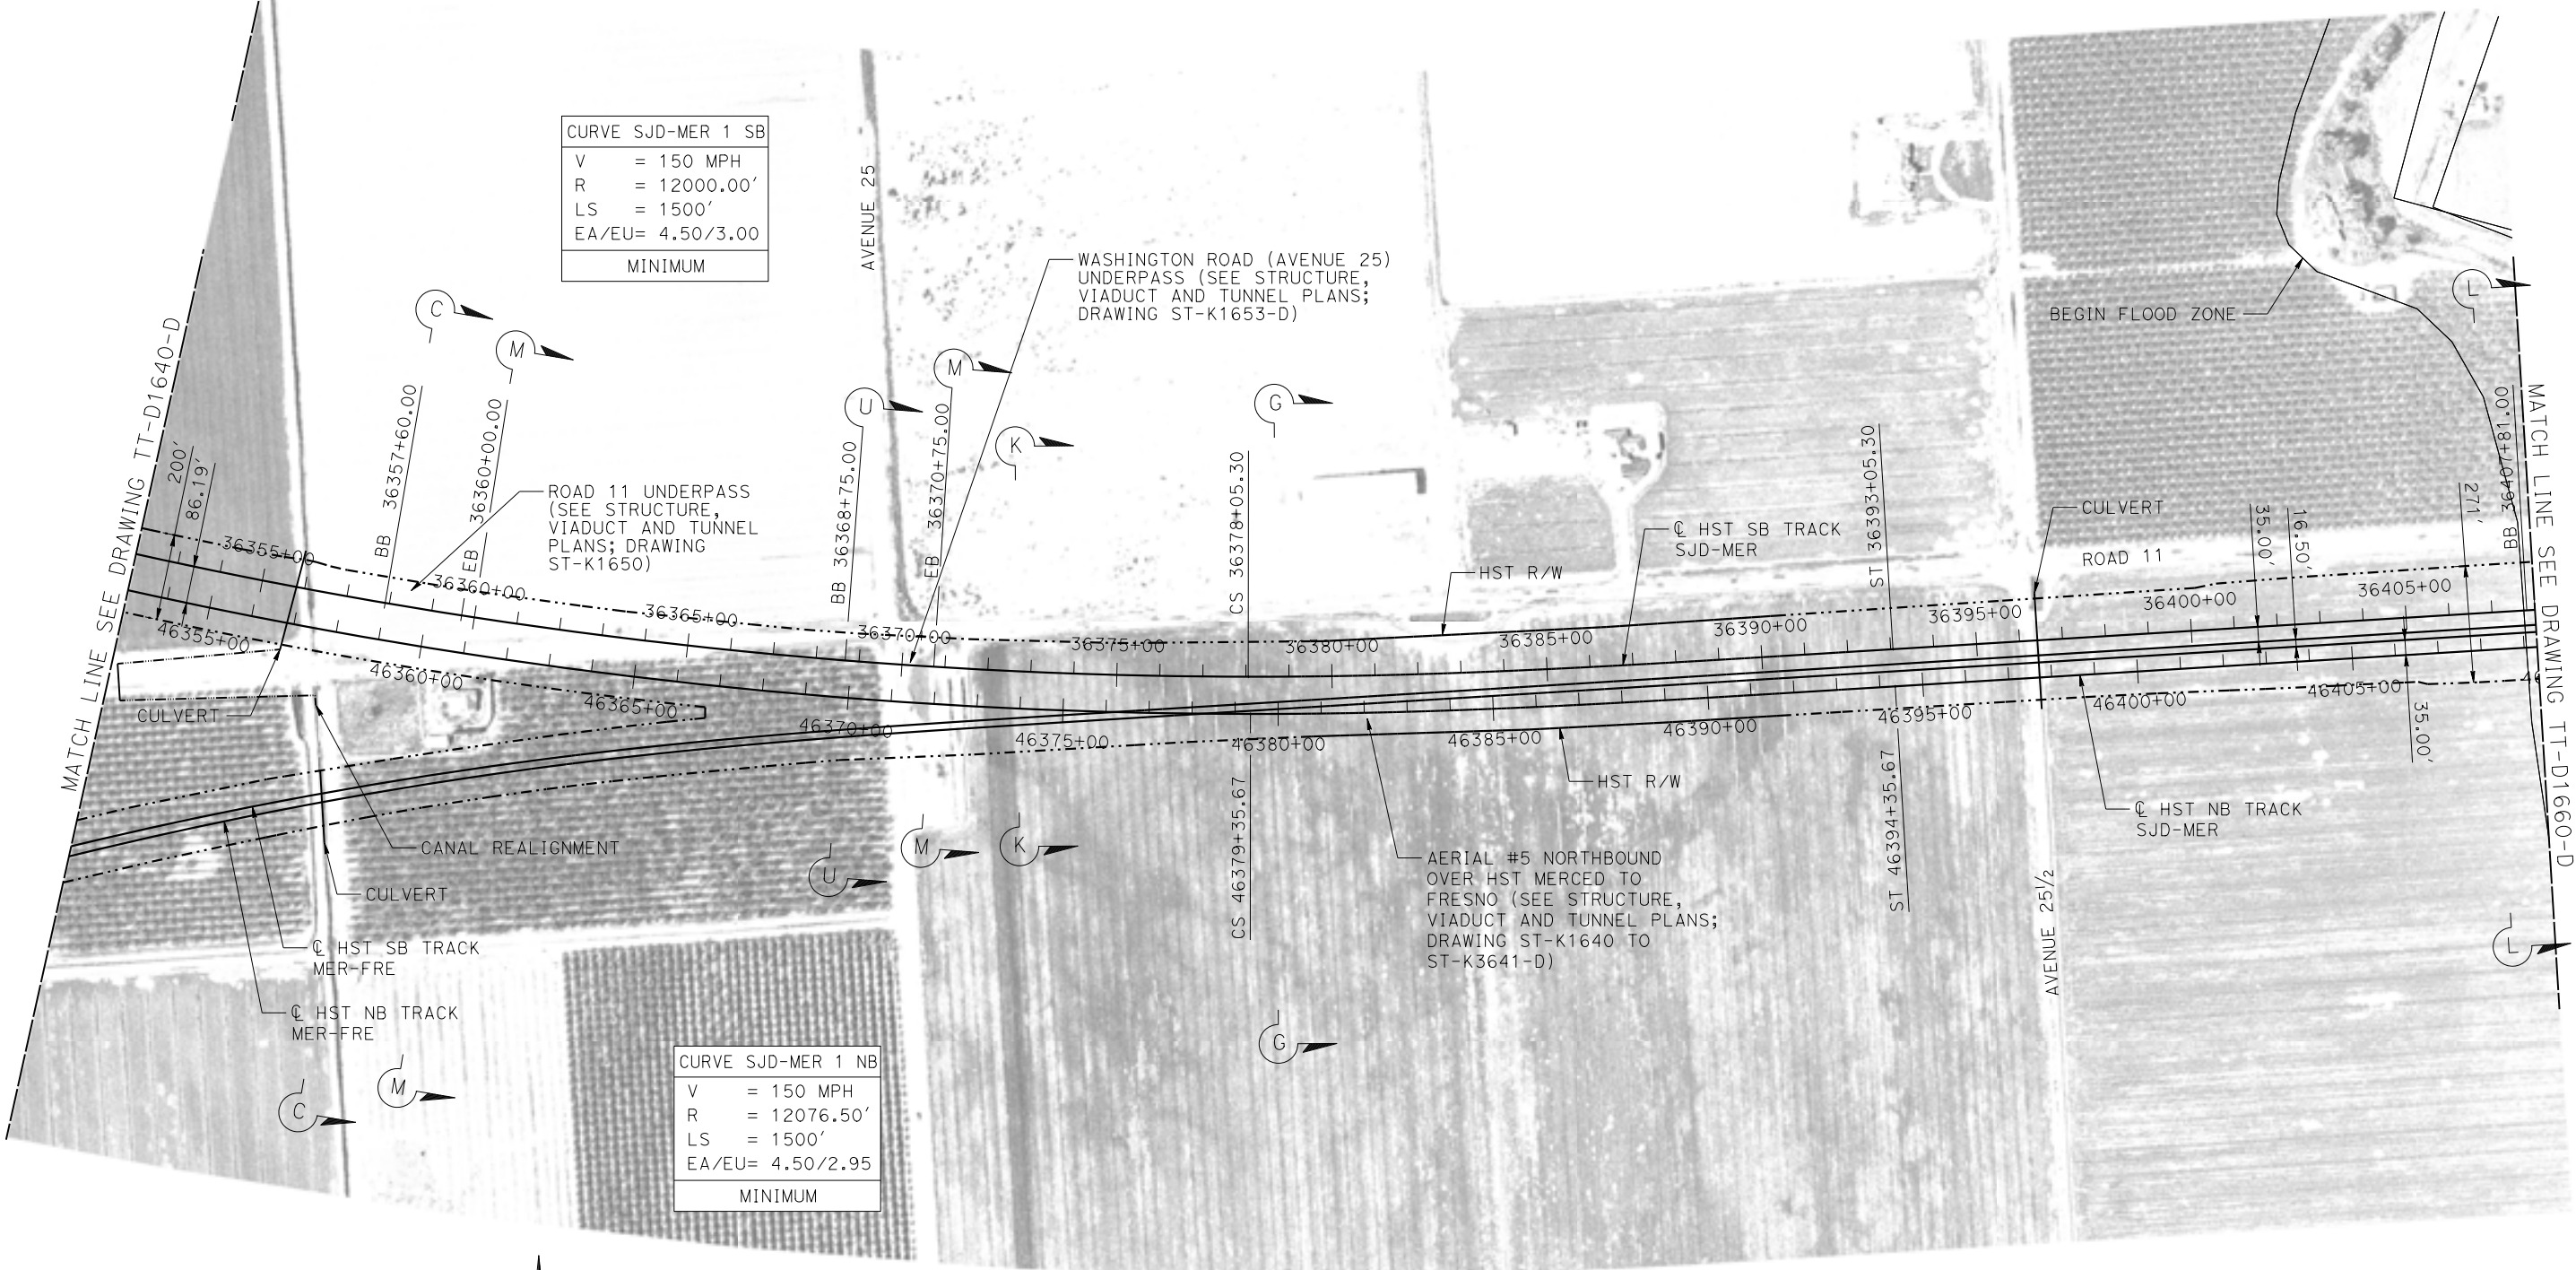 CURVE SJD-MER 1 SB
V = 150 MPH
R = 12000.00'
LS = 1500'
EA/EU= 4.50/3.00
MINIMUM
AVENUE 25
WASHINGTON ROAD (AVENUE 25)
UNDERPASS (SEE STRUCTURE,
VIADUCT AND TUNNEL PLANS;
DRAWING ST-K1653-D)
BEGIN FLOOD ZONE
L
C
M
M
U
K
G
MATCH LINE SEE DRAWING TT-D1640-D
200'
86.19'
BB 36357+60.00
EB 36360+00.00
ROAD 11 UNDERPASS
(SEE STRUCTURE,
VIADUCT AND TUNNEL
PLANS; DRAWING
ST-K1650)
BB 36368+75.00
EB 36370+75.00
CS 36378+05.30
ST 36393+05.30
℄ HST SB TRACK
SJD-MER
HST R/W
CULVERT
ROAD 11
35.00'
16.50'
271'
BB 36407+81.00
MATCH LINE SEE DRAWING TT-D1660-D
36355+00
36360+00
36365+00
36370+00
36375+00
36380+00
36385+00
36390+00
36395+00
36400+00
36405+00
46355+00
46360+00
46365+00
46370+00
46375+00
46380+00
46385+00
46390+00
46395+00
46400+00
46405+00
46
35.00'
CULVERT
CANAL REALIGNMENT
CULVERT
℄ HST SB TRACK
MER-FRE
℄ HST NB TRACK
MER-FRE
HST R/W
CS 46379+35.67
ST 46394+35.67
AERIAL #5 NORTHBOUND
OVER HST MERCED TO
FRESNO (SEE STRUCTURE,
VIADUCT AND TUNNEL PLANS;
DRAWING ST-K1640 TO
ST-K3641-D)
℄ HST NB TRACK
SJD-MER
AVENUE 25½
U
M
K
G
L
C
M
CURVE SJD-MER 1 NB
V = 150 MPH
R = 12076.50'
LS = 1500'
EA/EU= 4.50/2.95
MINIMUM